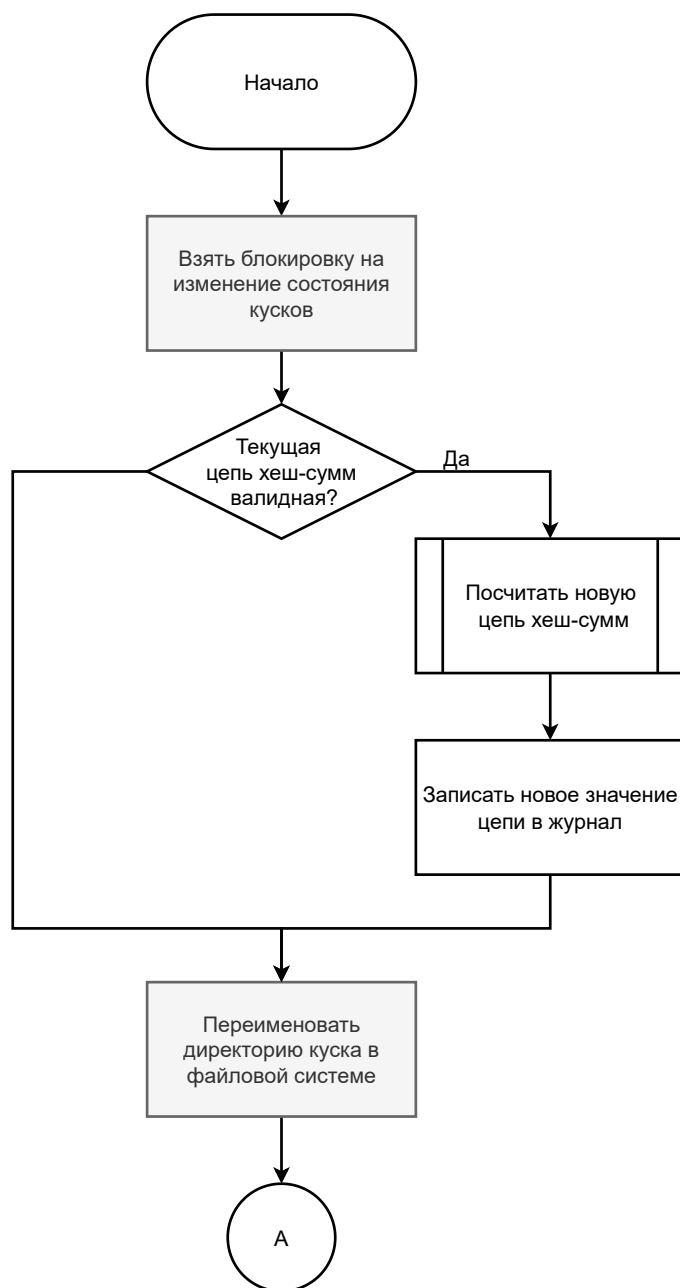 Начало
Взять блокировку на
изменение состояния
кусков
Текущая
цепь хеш-сумм
валидная?
Да
Посчитать новую
цепь хеш-сумм
Записать новое значение
цепи в журнал
Переименовать
директорию куска в
файловой системе
А